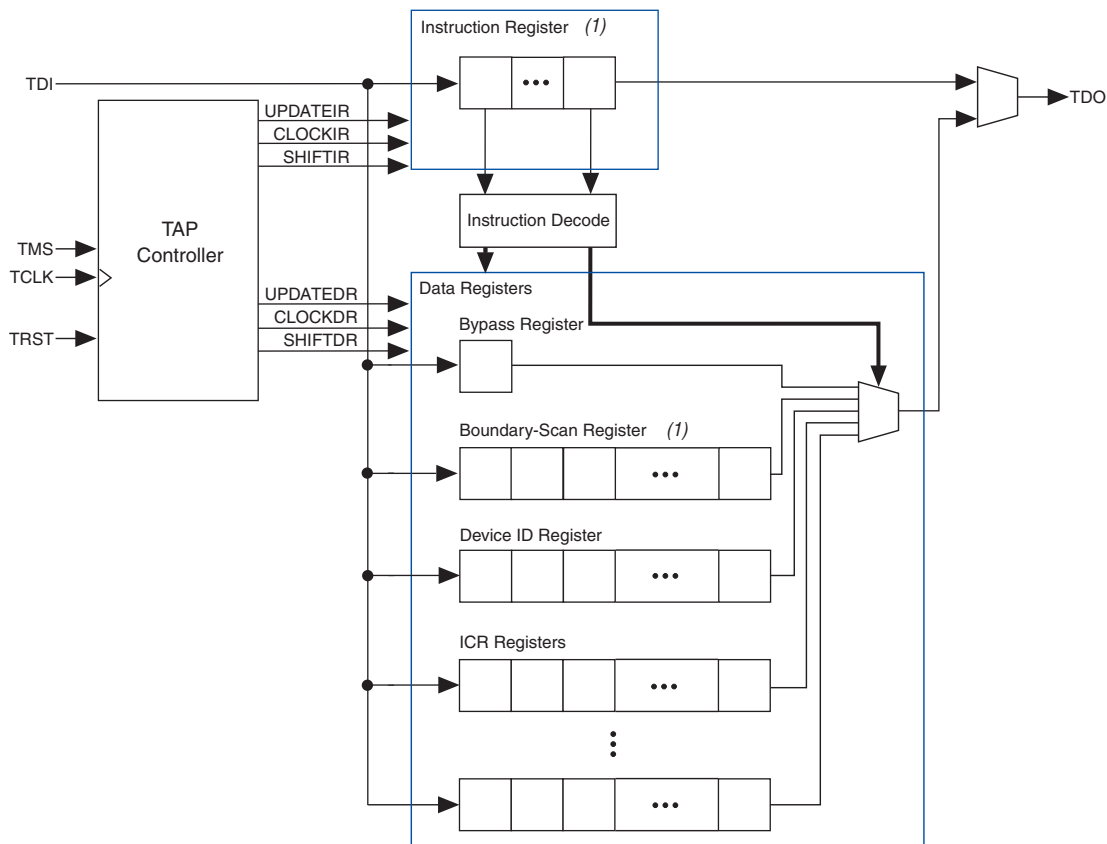 Instruction Register (1)
TDI
TDO
UPDATEIR
CLOCKIR
SHIFTIR
TAP
Controller
TMS
TCLK
TRST
Instruction Decode
UPDATEDR
CLOCKDR
SHIFTDR
Data Registers
Bypass Register
Boundary-Scan Register (1)
Device ID Register
ICR Registers